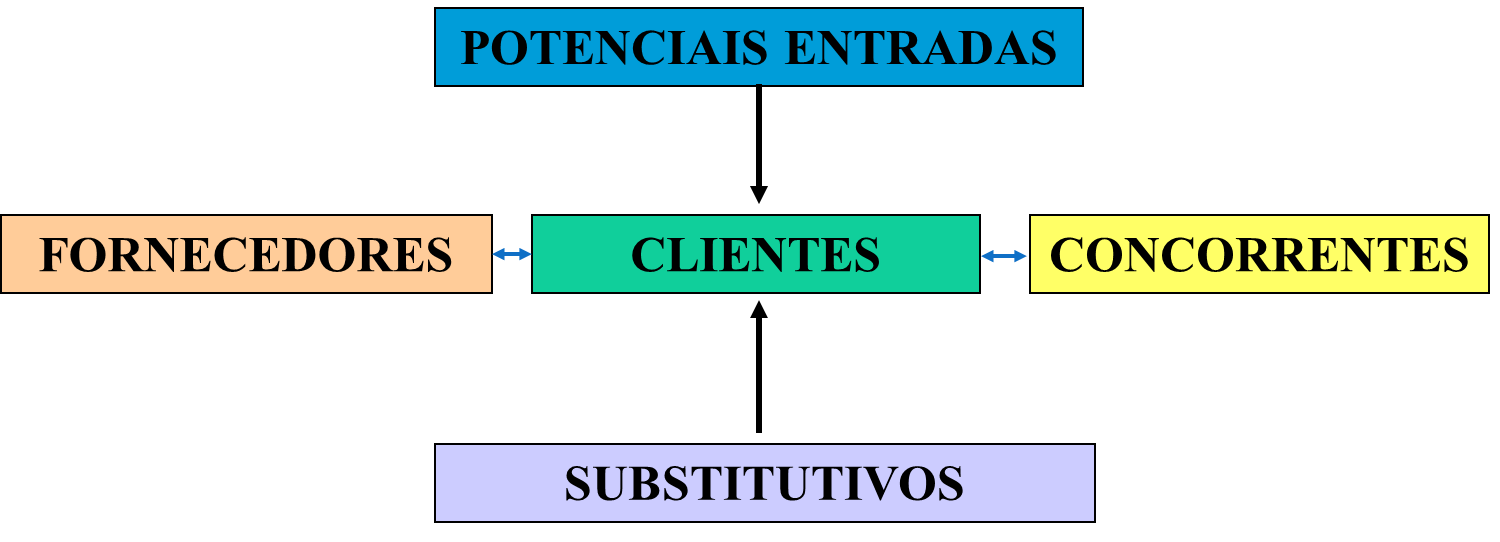 POTENCIAIS ENTRADAS
FORNECEDORES
CLIENTES
CONCORRENTES
SUBSTITUTIVOS